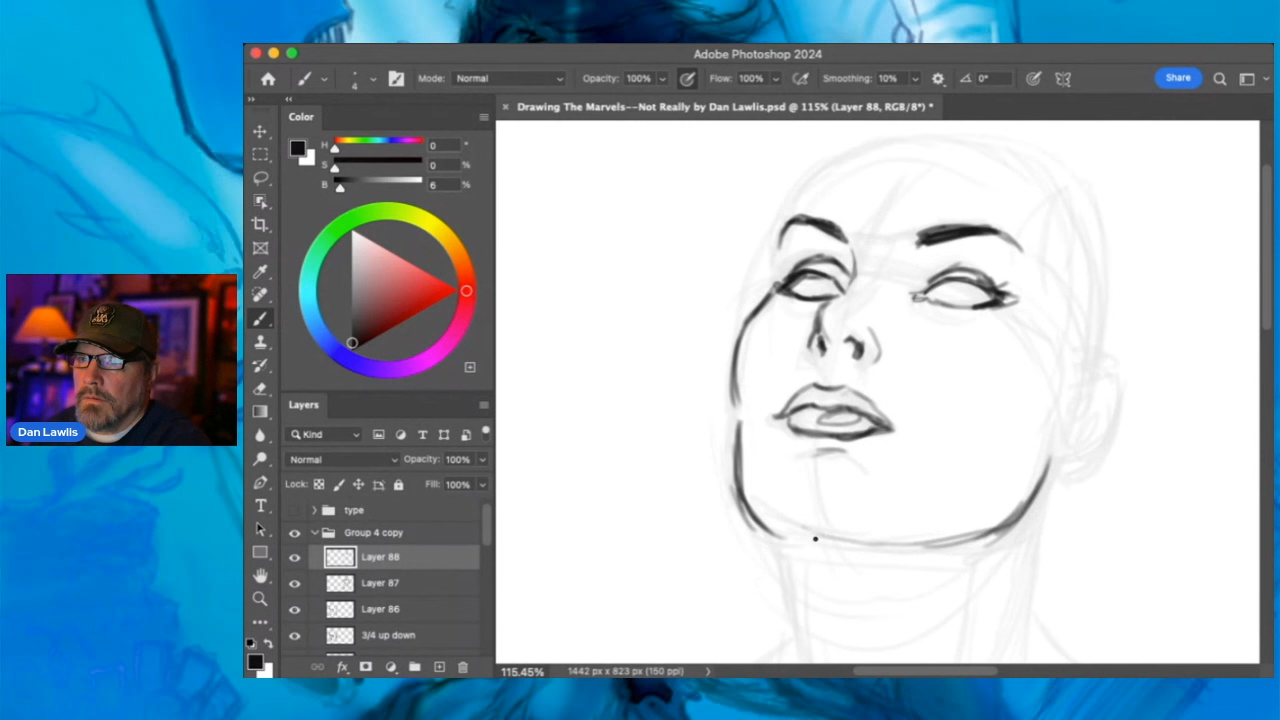 Adobe Photoshop 2024
4
Mode: Normal
Opacity: 100%
Flow: 100%
Smoothing: 10%
0°
Share
Drawing The Marvels--Not Really by Dan Lawlis.psd @ 115% (Layer 88, RGB/8*) *
Color
H 0 °
S 0 %
B 6 %
Layers
Kind
Normal Opacity: 100%
Lock: Fill: 100%
type
Group 4 copy
Layer 88
Layer 87
Layer 86
3/4 up down
fx
115.45% 1442 px x 823 px (150 ppi)
Dan Lawlis